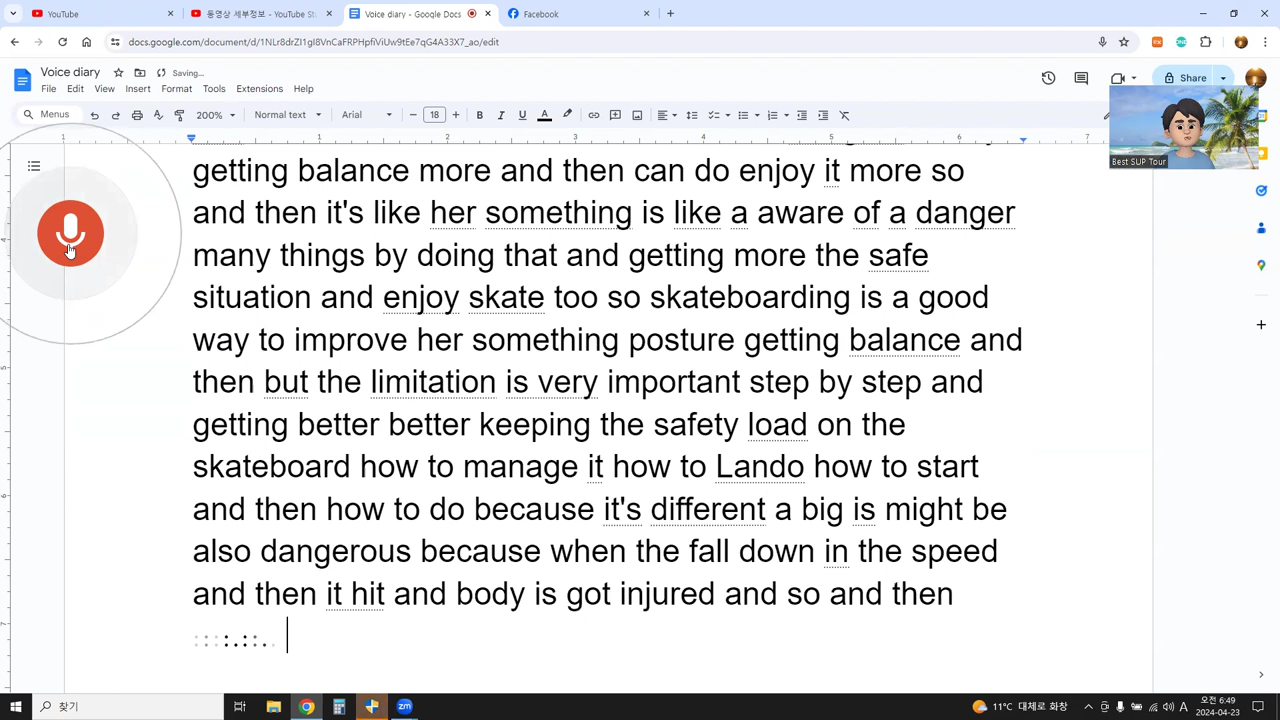 YouTube
동영상 세부정보 - YouTube St
Voice diary - Google Docs
Facebook
docs.google.com/document/d/1NLr8drZI1gI8VnCaFRPHpfiViUw9tEe7qG4A33X7_ao/edit
Voice diary
Saving...
File Edit View Insert Format Tools Extensions Help
Share
Menus
200%
Normal text
Arial
18
Best SUP Tour
getting balance more and then can do enjoy it more so
and then it's like her something is like a aware of a danger
many things by doing that and getting more the safe
situation and enjoy skate too so skateboarding is a good
way to improve her something posture getting balance and
then but the limitation is very important step by step and
getting better better keeping the safety load on the
skateboard how to manage it how to Lando how to start
and then how to do because it's different a big is might be
also dangerous because when the fall down in the speed
and then it hit and body is got injured and so and then
찾기
11°C 대체로 화창
A
오전 6:49
2024-04-23